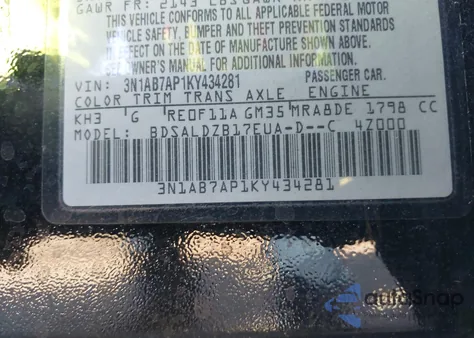 GAWR FR: 2143 LBS
THIS VEHICLE CONFORMS TO ALL APPLICABLE FEDERAL MOTOR
VEHICLE SAFETY, BUMPER AND THEFT PREVENTION STANDARDS
IN EFFECT ON THE DATE OF MANUFACTURE SHOWN ABOVE.
SEE OWNER'S MANUAL FOR ADDITIONAL INFORMATION.
VIN: 3N1AB7AP1KY434281 PASSENGER CAR.
COLOR TRIM TRANS AXLE ENGINE
KH3 G RE0F11A GM35 MRA8DE 1798 CC
MODEL: BDSALDZB17EUA-D--C 4Z000
3N1AB7AP1KY434281
autoSnap